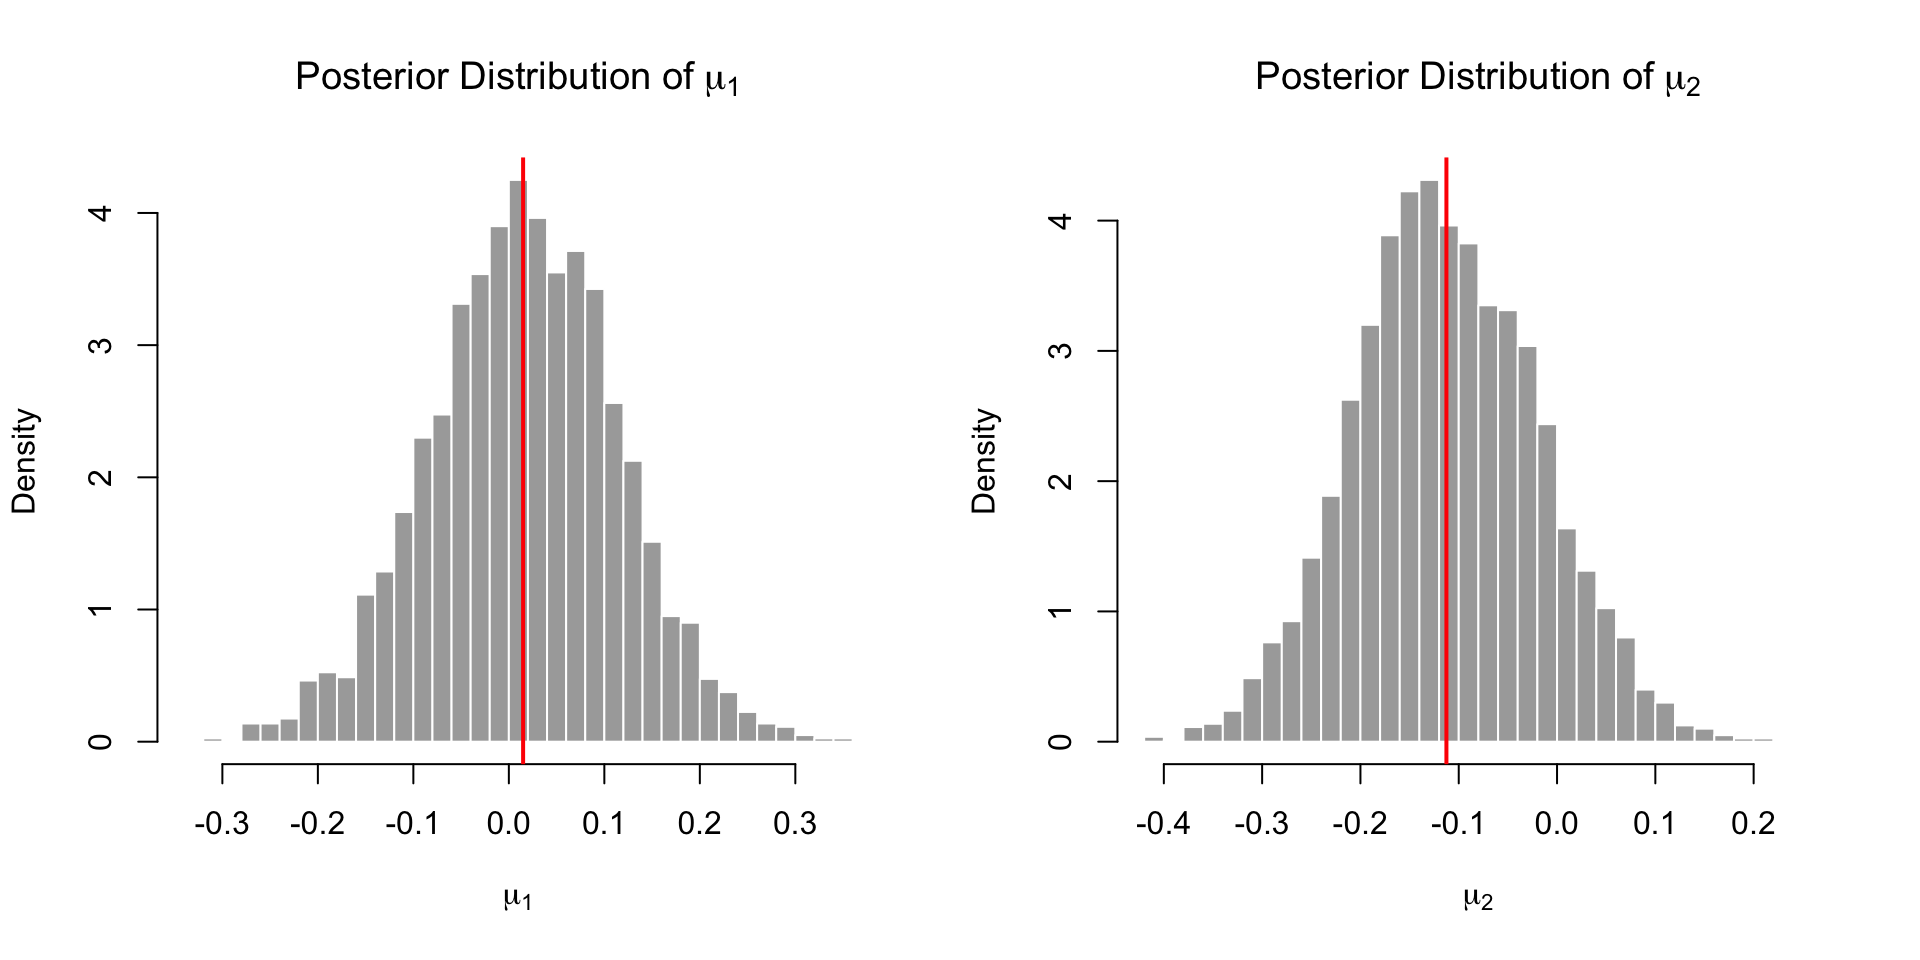 Posterior Distribution of μ1
Density
4
3
2
1
0
-0.3 -0.2 -0.1 0.0 0.1 0.2 0.3
μ1
Posterior Distribution of μ2
Density
4
3
2
1
0
-0.4 -0.3 -0.2 -0.1 0.0 0.1 0.2
μ2